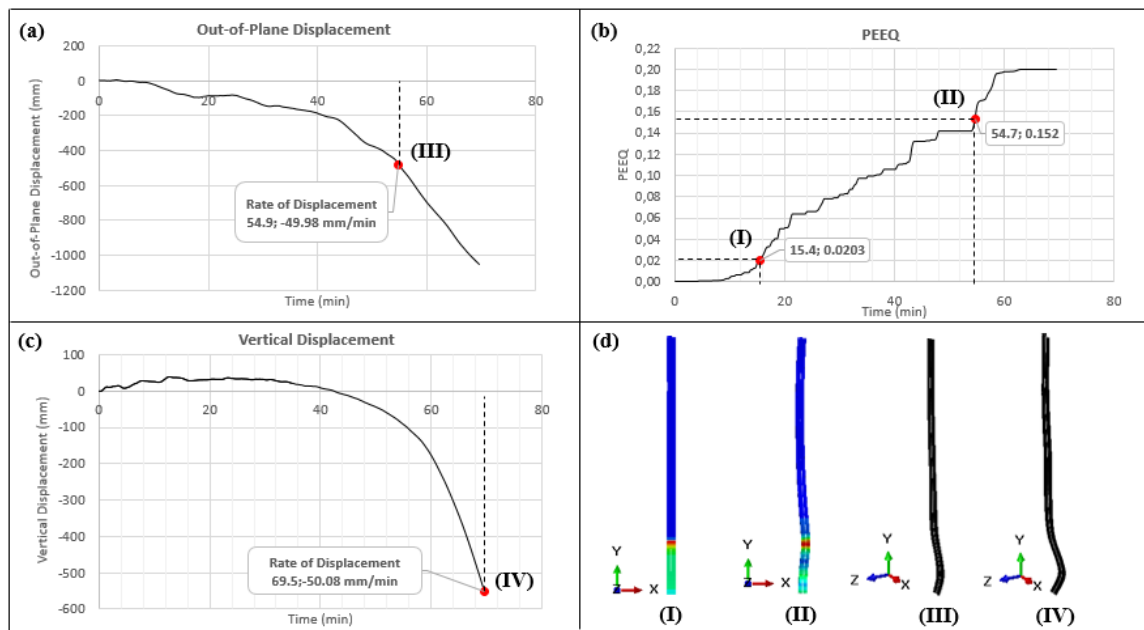 (a)
Out-of-Plane Displacement
200
0
-200
-400
-600
-800
-1000
-1200
0
20
40
60
80
Out-of-Plane Displacement (mm)
Time (min)
(III)
Rate of Displacement
54.9; -49.98 mm/min
(b)
PEEQ
0,22
0,20
0,18
0,16
0,14
0,12
0,10
0,08
0,06
0,04
0,02
0,00
0
20
40
60
80
PEEQ
Time (min)
(II)
54.7; 0.152
(I)
15.4; 0.0203
(c)
Vertical Displacement
100
0
-100
-200
-300
-400
-500
-600
0
20
40
60
80
Vertical Displacement (mm)
Time (min)
Rate of Displacement
69.5;-50.08 mm/min
(IV)
(d)
Y
Z
X
(I)
Y
Z
X
(II)
Y
Z
X
(III)
Y
Z
X
(IV)